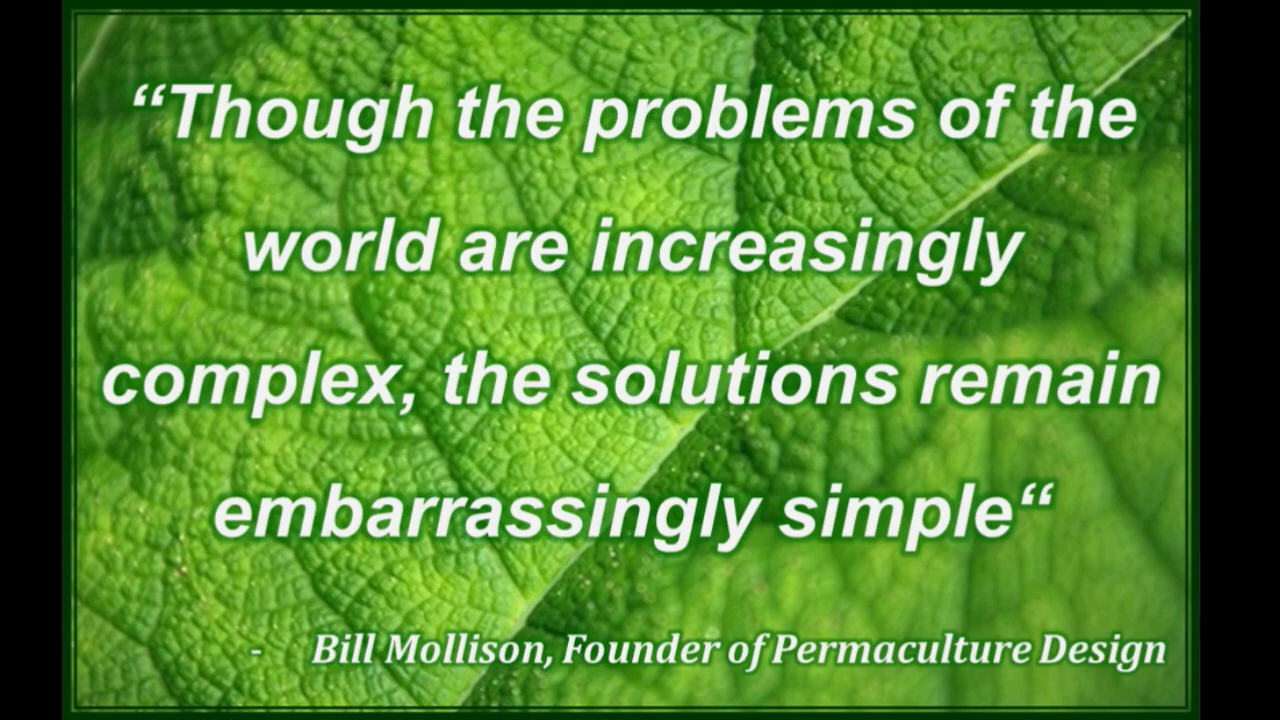 “Though the problems of the
world are increasingly
complex, the solutions remain
embarrassingly simple“
- Bill Mollison, Founder of Permaculture Design